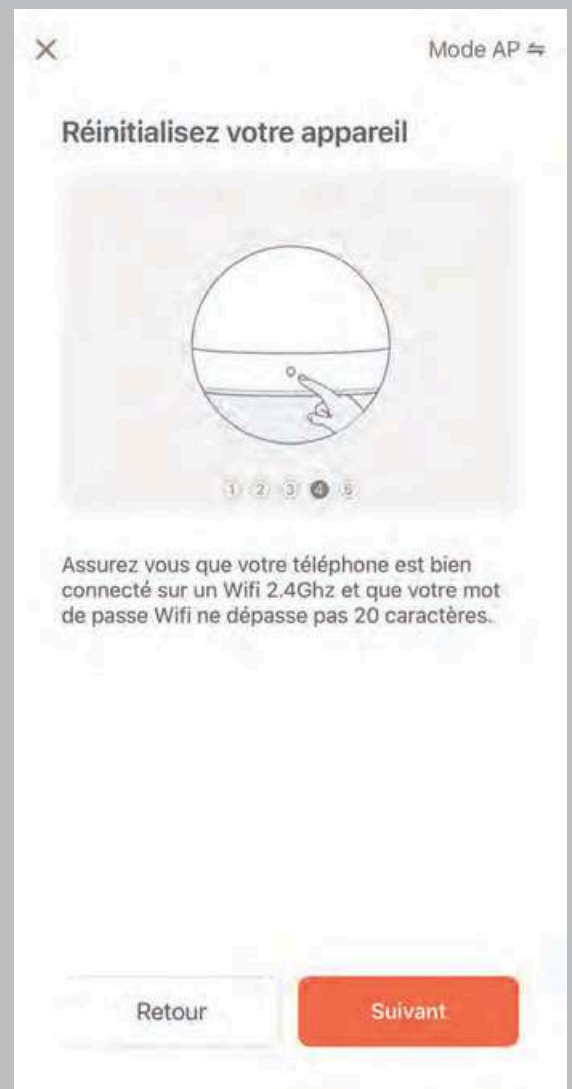 Mode AP ⇋
Réinitialisez votre appareil
1 2 3 4 5
Assurez vous que votre téléphone est bien
connecté sur un Wifi 2.4Ghz et que votre mot
de passe Wifi ne dépasse pas 20 caractères.
Retour
Suivant